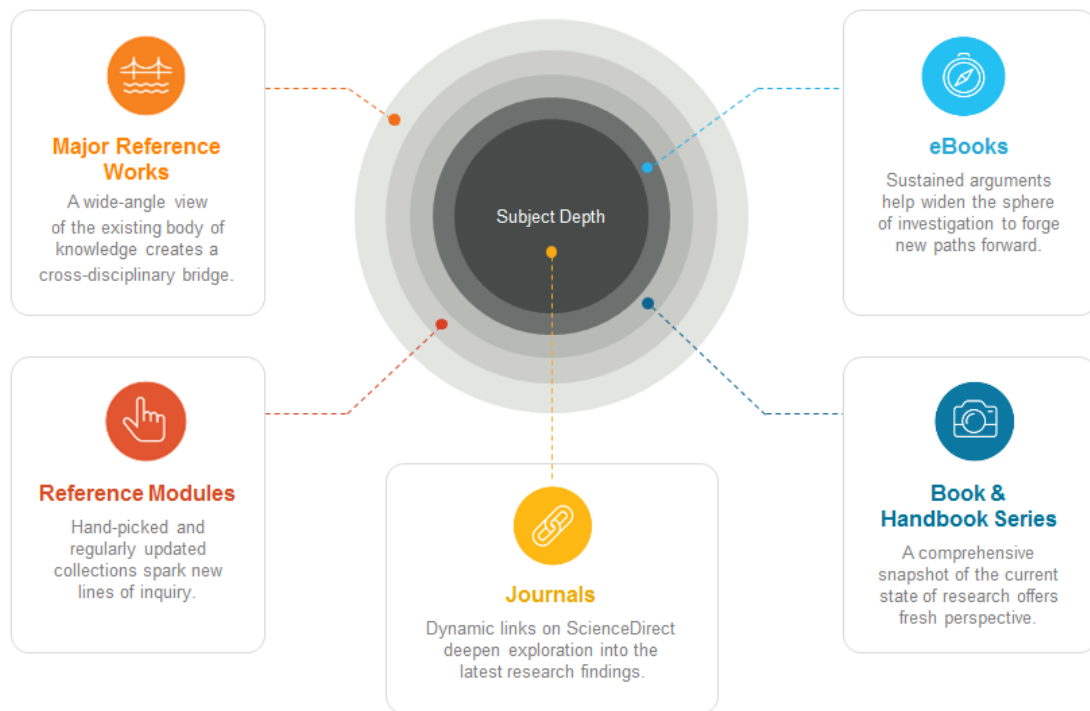 Major Reference
Works
A wide-angle view
of the existing body of
knowledge creates a
cross-disciplinary bridge.
Subject Depth
eBooks
Sustained arguments
help widen the sphere
of investigation to forge
new paths forward.
Reference Modules
Hand-picked and
regularly updated
collections spark new
lines of inquiry.
Journals
Dynamic links on ScienceDirect
deepen exploration into the
latest research findings.
Book &
Handbook Series
A comprehensive
snapshot of the current
state of research offers
fresh perspective.